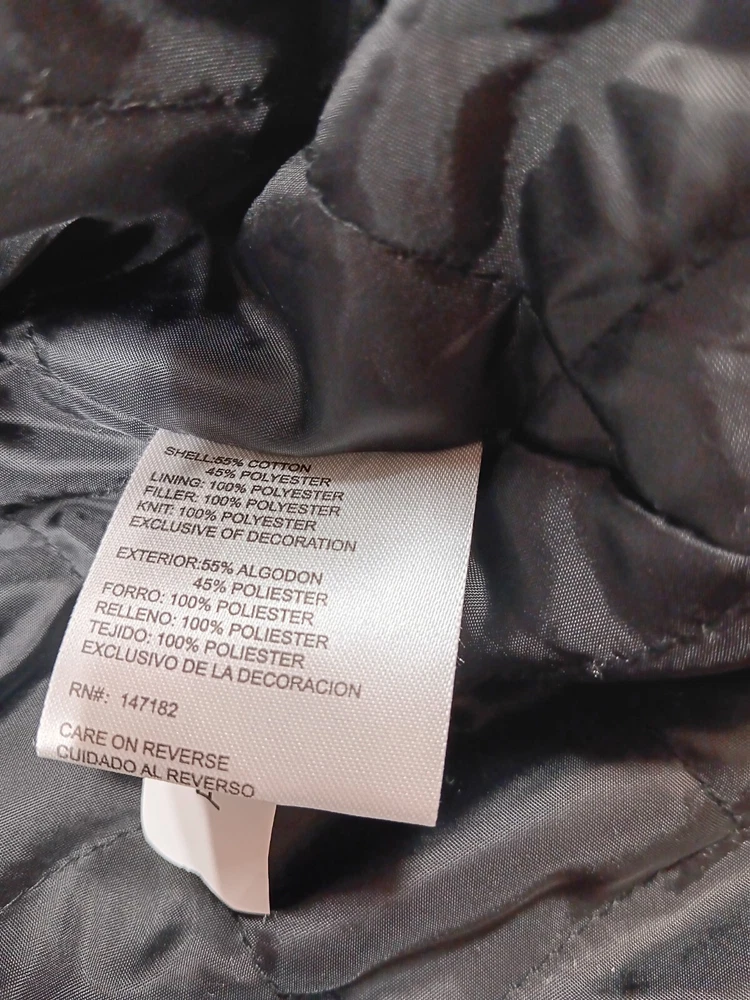 SHELL:55% COTTON
45% POLYESTER
LINING: 100% POLYESTER
FILLER: 100% POLYESTER
KNIT: 100% POLYESTER
EXCLUSIVE OF DECORATION
EXTERIOR:55% ALGODON
45% POLIESTER
FORRO: 100% POLIESTER
RELLENO: 100% POLIESTER
TEJIDO: 100% POLIESTER
EXCLUSIVO DE LA DECORACION
RN#: 147182
CARE ON REVERSE
CUIDADO AL REVERSO